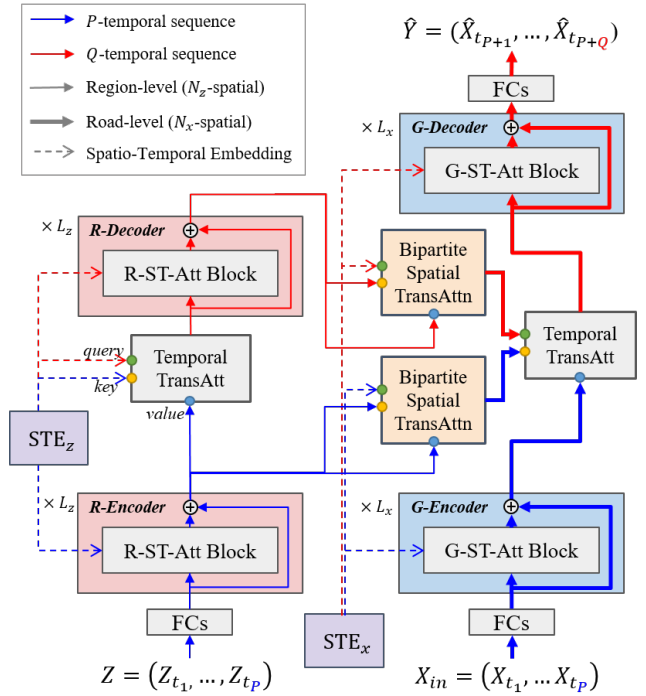 P-temporal sequence
Q-temporal sequence
Region-level (N_z-spatial)
Road-level (N_x-spatial)
Spatio-Temporal Embedding
Ŷ = (X̂_{t_{P+1}}, …, X̂_{t_{P+Q}})
FCs
× L_x
G-Decoder
G-ST-Att Block
× L_z
R-Decoder
R-ST-Att Block
Bipartite
Spatial
TransAttn
Temporal
TransAtt
query
key
value
Temporal
TransAtt
Bipartite
Spatial
TransAttn
STE_z
× L_z
R-Encoder
R-ST-Att Block
× L_x
G-Encoder
G-ST-Att Block
FCs
STE_x
FCs
Z = (Z_{t_1}, … , Z_{t_P})
X_{in} = (X_{t_1}, … X_{t_P})